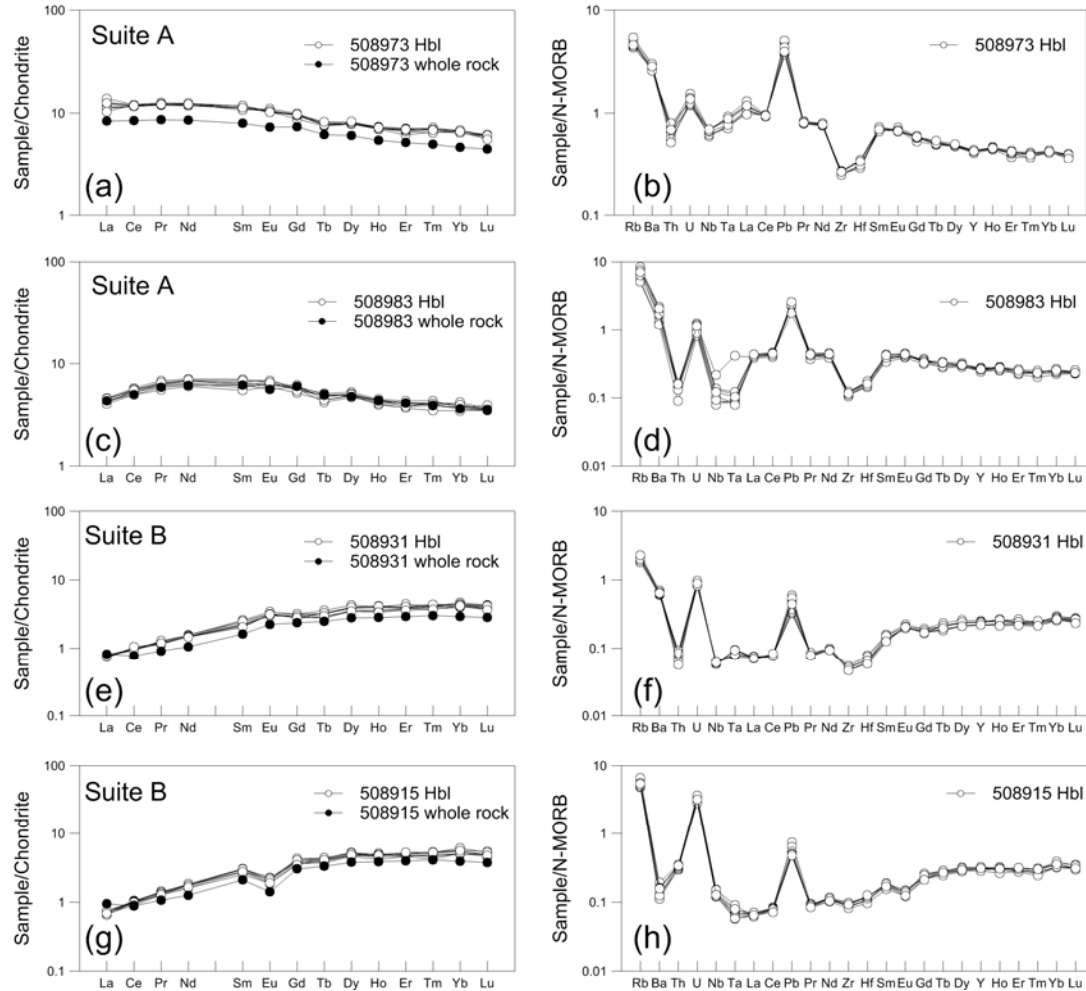 Sample/Chondrite
100
10
1
Suite A
508973 Hbl
508973 whole rock
(a)
La Ce Pr Nd Sm Eu Gd Tb Dy Ho Er Tm Yb Lu
Sample/N-MORB
10
1
0.1
508973 Hbl
(b)
Rb Ba Th U Nb Ta La Ce Pb Pr Nd Zr Hf Sm Eu Gd Tb Dy Y Ho Er Tm Yb Lu
Sample/Chondrite
100
10
1
Suite A
508983 Hbl
508983 whole rock
(c)
La Ce Pr Nd Sm Eu Gd Tb Dy Ho Er Tm Yb Lu
Sample/N-MORB
10
1
0.1
0.01
508983 Hbl
(d)
Rb Ba Th U Nb Ta La Ce Pb Pr Nd Zr Hf Sm Eu Gd Tb Dy Y Ho Er Tm Yb Lu
Sample/Chondrite
100
10
1
0.1
Suite B
508931 Hbl
508931 whole rock
(e)
La Ce Pr Nd Sm Eu Gd Tb Dy Ho Er Tm Yb Lu
Sample/N-MORB
10
1
0.1
0.01
508931 Hbl
(f)
Rb Ba Th U Nb Ta La Ce Pb Pr Nd Zr Hf Sm Eu Gd Tb Dy Y Ho Er Tm Yb Lu
Sample/Chondrite
100
10
1
0.1
Suite B
508915 Hbl
508915 whole rock
(g)
La Ce Pr Nd Sm Eu Gd Tb Dy Ho Er Tm Yb Lu
Sample/N-MORB
10
1
0.1
0.01
508915 Hbl
(h)
Rb Ba Th U Nb Ta La Ce Pb Pr Nd Zr Hf Sm Eu Gd Tb Dy Y Ho Er Tm Yb Lu